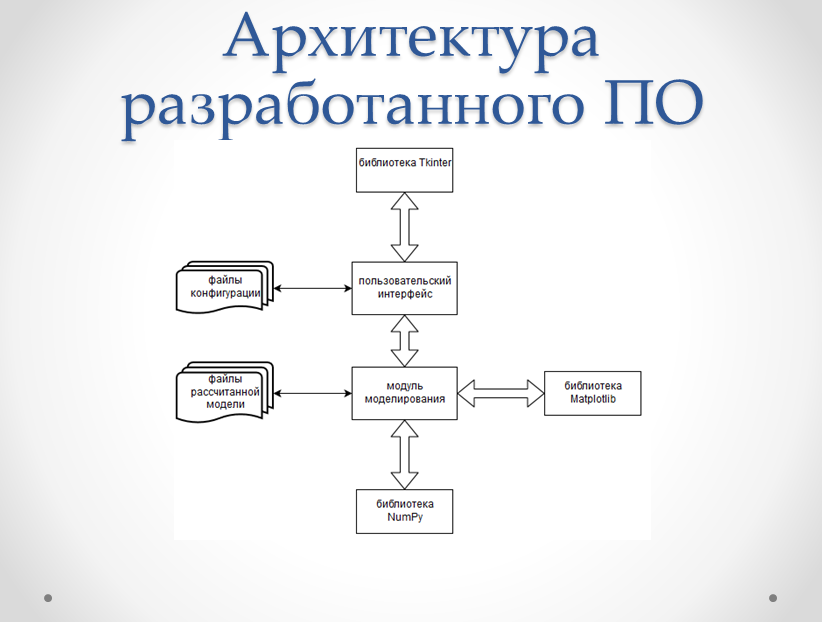 Архитектура
разработанного ПО
библиотека Tkinter
файлы
конфигурации
пользовательский
интерфейс
файлы
рассчитанной
модели
модуль
моделирования
библиотека
Matplotlib
библиотека
NumPy